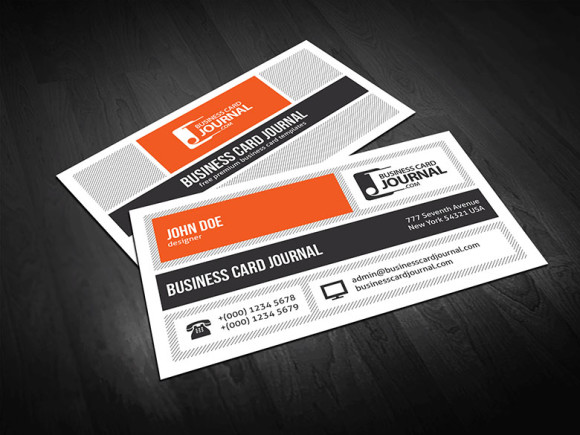 BUSINESS CARD
JOURNAL
.COM
BUSINESS CARD JOURNAL
free premium business card templates
JOHN DOE
designer
BUSINESS CARD
JOURNAL
.COM
777 Seventh Avenue
New York 54321 USA
BUSINESS CARD JOURNAL
+(000) 1234 5678
+(000) 1234 5679
admin@businesscardjournal.com
businesscardjournal.com